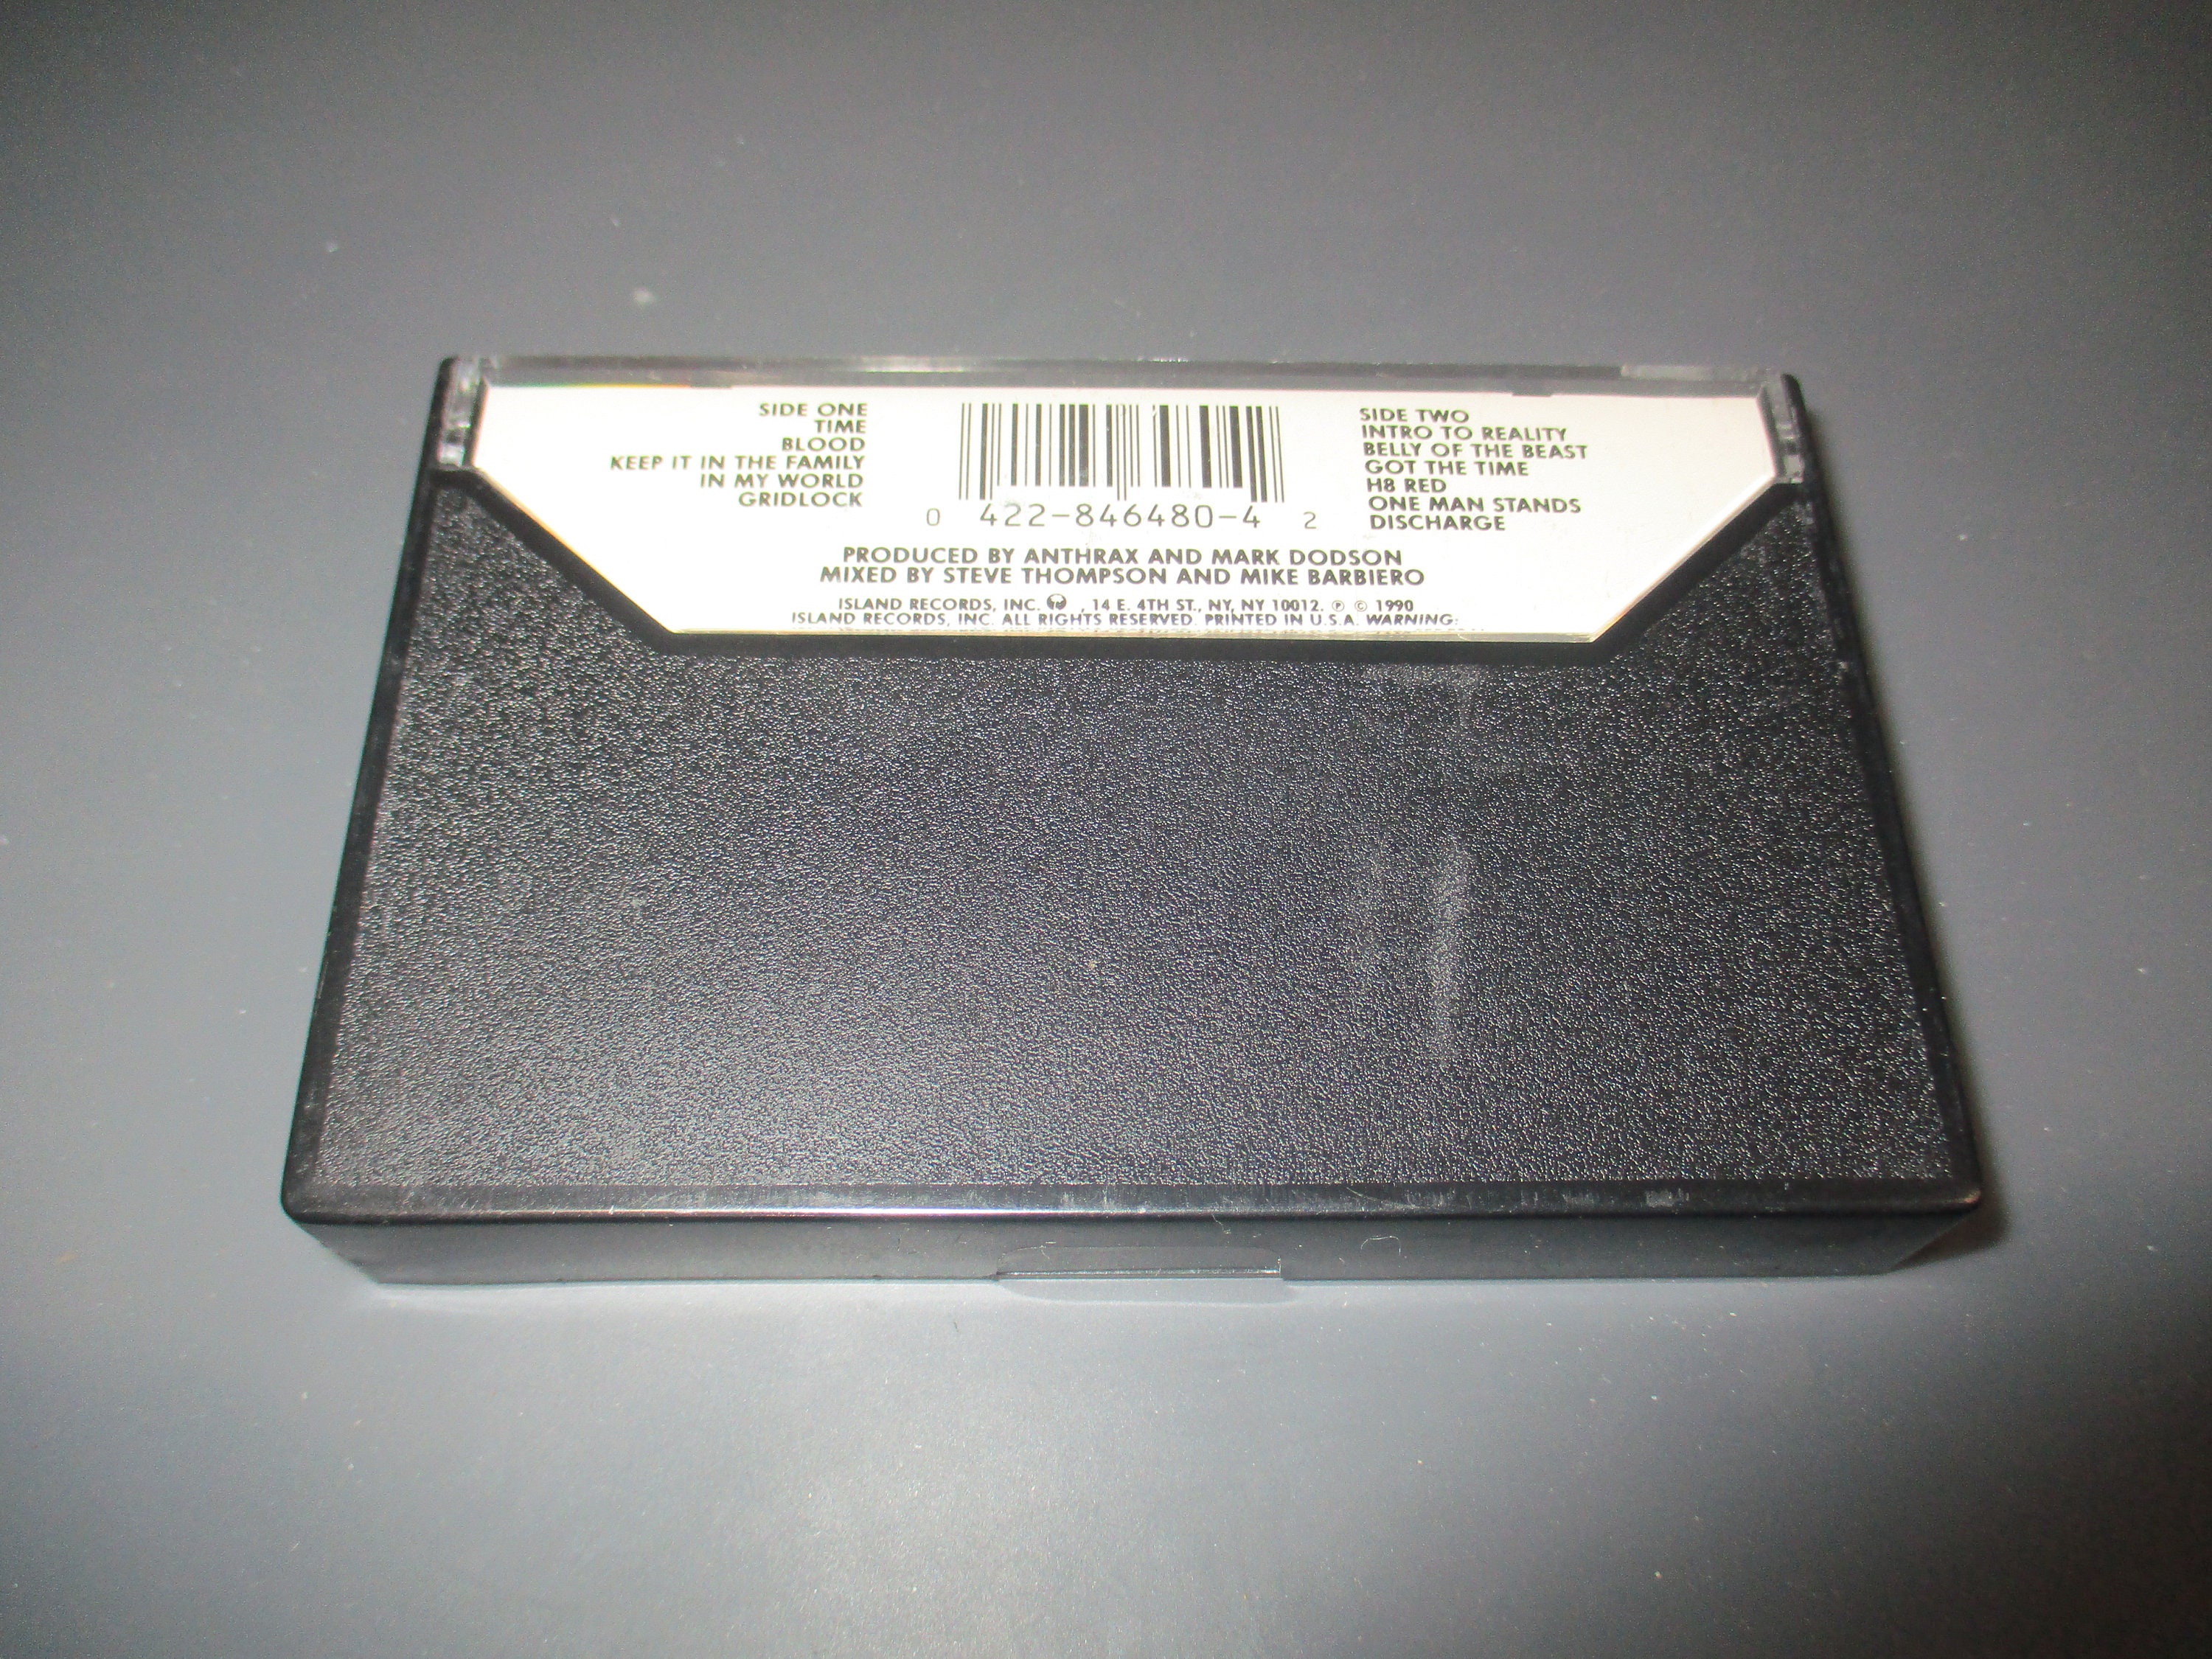 SIDE ONE
TIME
BLOOD
KEEP IT IN THE FAMILY
IN MY WORLD
GRIDLOCK
0 422-846480-4 2
SIDE TWO
INTRO TO REALITY
BELLY OF THE BEAST
GOT THE TIME
H8 RED
ONE MAN STANDS
DISCHARGE
PRODUCED BY ANTHRAX AND MARK DODSON
MIXED BY STEVE THOMPSON AND MIKE BARBIERO
ISLAND RECORDS, INC. , 14 E. 4TH ST., NY, NY 10012. ℗ © 1990
ISLAND RECORDS, INC. ALL RIGHTS RESERVED. PRINTED IN U.S.A. WARNING: